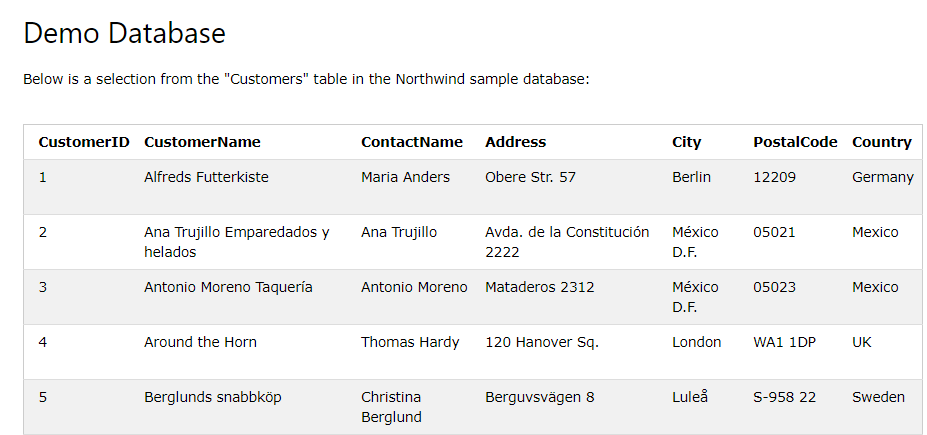 Demo Database
Below is a selection from the "Customers" table in the Northwind sample database:
CustomerID CustomerName ContactName Address City PostalCode Country
1 Alfreds Futterkiste Maria Anders Obere Str. 57 Berlin 12209 Germany
2 Ana Trujillo Emparedados y Ana Trujillo Avda. de la Constitución México 05021 Mexico
helados 2222 D.F.
3 Antonio Moreno Taquería Antonio Moreno Mataderos 2312 México 05023 Mexico
D.F.
4 Around the Horn Thomas Hardy 120 Hanover Sq. London WA1 1DP UK
5 Berglunds snabbköp Christina Berguvsvägen 8 Luleå S-958 22 Sweden
Berglund